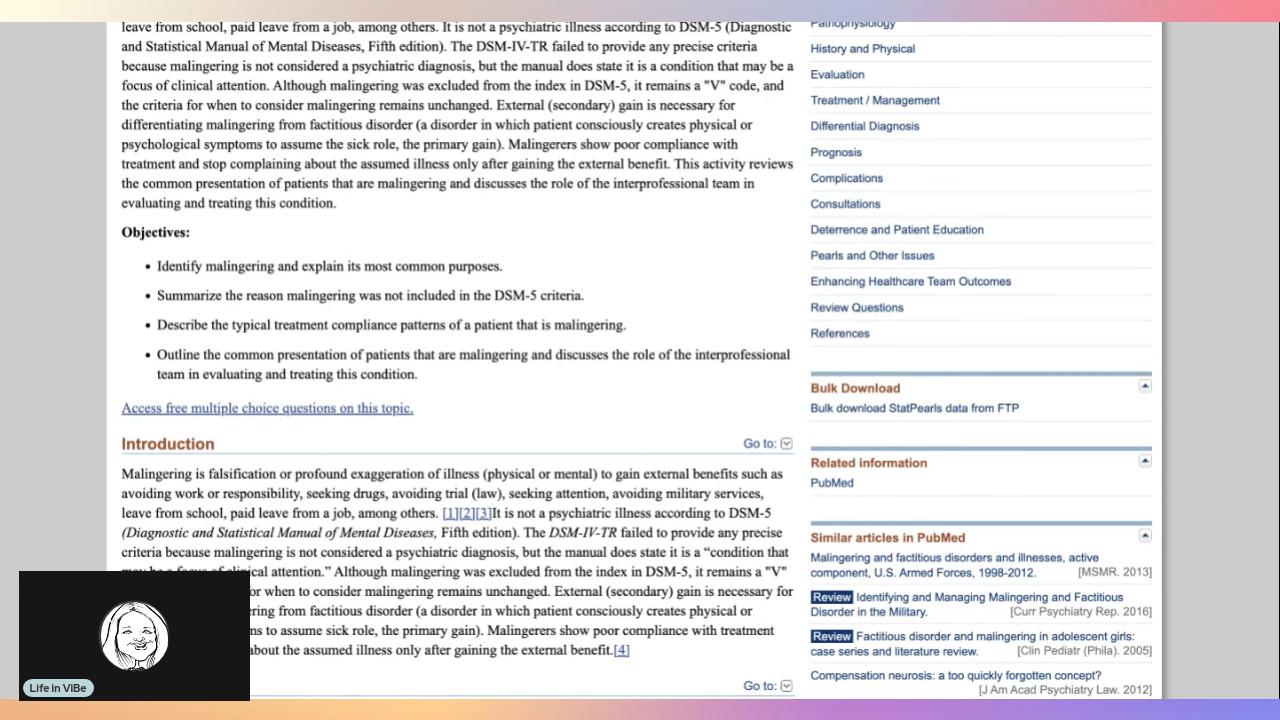 leave from school, paid leave from a job, among others. It is not a psychiatric illness according to DSM-5 (Diagnostic
and Statistical Manual of Mental Diseases, Fifth edition). The DSM-IV-TR failed to provide any precise criteria
because malingering is not considered a psychiatric diagnosis, but the manual does state it is a condition that may be a
focus of clinical attention. Although malingering was excluded from the index in DSM-5, it remains a "V" code, and
the criteria for when to consider malingering remains unchanged. External (secondary) gain is necessary for
differentiating malingering from factitious disorder (a disorder in which patient consciously creates physical or
psychological symptoms to assume the sick role, the primary gain). Malingerers show poor compliance with
treatment and stop complaining about the assumed illness only after gaining the external benefit. This activity reviews
the common presentation of patients that are malingering and discusses the role of the interprofessional team in
evaluating and treating this condition.
Objectives:
• Identify malingering and explain its most common purposes.
• Summarize the reason malingering was not included in the DSM-5 criteria.
• Describe the typical treatment compliance patterns of a patient that is malingering.
• Outline the common presentation of patients that are malingering and discusses the role of the interprofessional
team in evaluating and treating this condition.
Access free multiple choice questions on this topic.
Introduction
Go to:
Malingering is falsification or profound exaggeration of illness (physical or mental) to gain external benefits such as
avoiding work or responsibility, seeking drugs, avoiding trial (law), seeking attention, avoiding military services,
leave from school, paid leave from a job, among others. [1][2][3]It is not a psychiatric illness according to DSM-5
(Diagnostic and Statistical Manual of Mental Diseases, Fifth edition). The DSM-IV-TR failed to provide any precise
criteria because malingering is not considered a psychiatric diagnosis, but the manual does state it is a “condition that
may be a focus of clinical attention.” Although malingering was excluded from the index in DSM-5, it remains a "V"
or when to consider malingering remains unchanged. External (secondary) gain is necessary for
ering from factitious disorder (a disorder in which patient consciously creates physical or
ms to assume sick role, the primary gain). Malingerers show poor compliance with treatment
about the assumed illness only after gaining the external benefit.[4]
Go to:
Pathophysiology
History and Physical
Evaluation
Treatment / Management
Differential Diagnosis
Prognosis
Complications
Consultations
Deterrence and Patient Education
Pearls and Other Issues
Enhancing Healthcare Team Outcomes
Review Questions
References
Bulk Download
Bulk download StatPearls data from FTP
Related information
PubMed
Similar articles in PubMed
Malingering and factitious disorders and illnesses, active
component, U.S. Armed Forces, 1998-2012. [MSMR. 2013]
Review Identifying and Managing Malingering and Factitious
Disorder in the Military. [Curr Psychiatry Rep. 2016]
Review Factitious disorder and malingering in adolescent girls:
case series and literature review. [Clin Pediatr (Phila). 2005]
Compensation neurosis: a too quickly forgotten concept?
[J Am Acad Psychiatry Law. 2012]
Life in ViBe